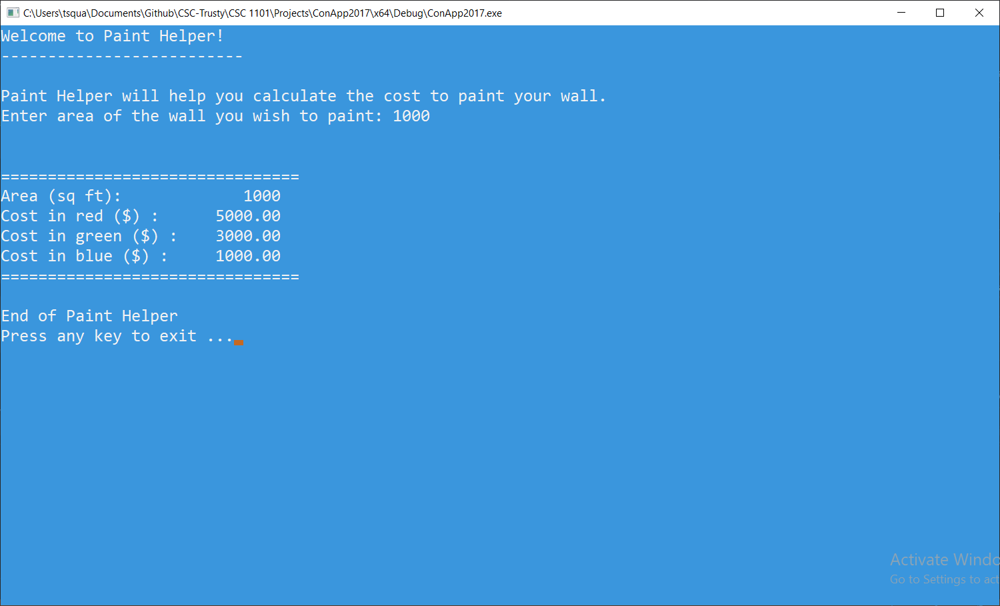 C:\Users\tsqua\Documents\Github\CSC-Trusty\CSC 1101\Projects\ConApp2017\x64\Debug\ConApp2017.exe
Welcome to Paint Helper!
--------------------------
Paint Helper will help you calculate the cost to paint your wall.
Enter area of the wall you wish to paint: 1000
================================
Area (sq ft):             1000
Cost in red ($) :      5000.00
Cost in green ($) :    3000.00
Cost in blue ($) :     1000.00
================================
End of Paint Helper
Press any key to exit ...
Activate Windo
Go to Settings to act